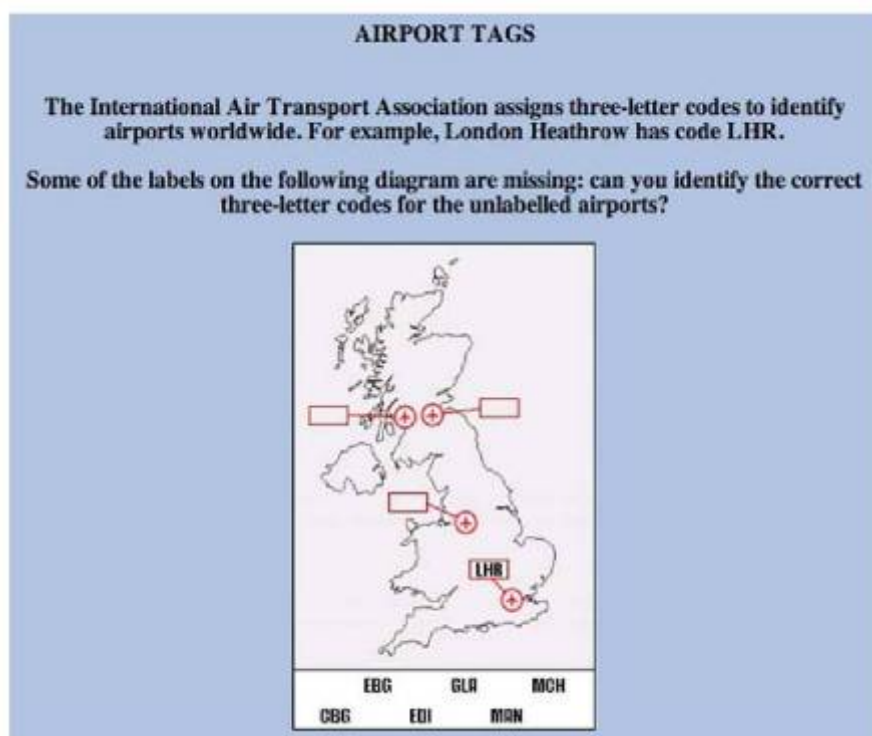 AIRPORT TAGS
The International Air Transport Association assigns three-letter codes to identify
airports worldwide. For example, London Heathrow has code LHR.
Some of the labels on the following diagram are missing: can you identify the correct
three-letter codes for the unlabelled airports?
LHR
EBG GLA MCH
CBG EDI MAN